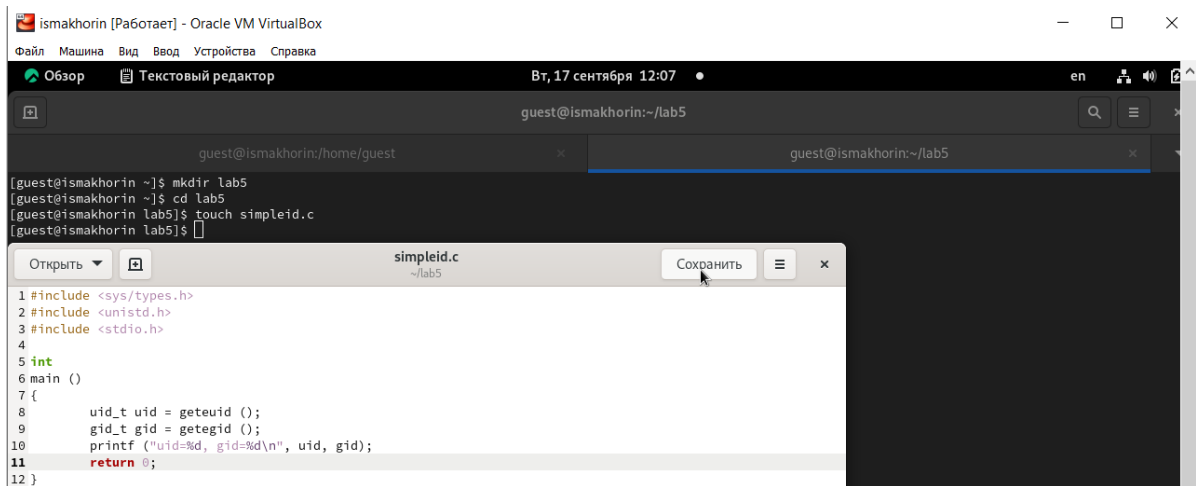 ismakhorin [Работает] - Oracle VM VirtualBox
Файл Машина Вид Ввод Устройства Справка
Обзор Текстовый редактор Вт, 17 сентября 12:07 en
guest@ismakhorin:~/lab5
guest@ismakhorin:/home/guest guest@ismakhorin:~/lab5
[guest@ismakhorin ~]$ mkdir lab5
[guest@ismakhorin ~]$ cd lab5
[guest@ismakhorin lab5]$ touch simpleid.c
[guest@ismakhorin lab5]$
Открыть simpleid.c Сохранить
~/lab5
1 #include <sys/types.h>
2 #include <unistd.h>
3 #include <stdio.h>
4
5 int
6 main ()
7 {
8 uid_t uid = geteuid ();
9 gid_t gid = getegid ();
10 printf ("uid=%d, gid=%d\n", uid, gid);
11 return 0;
12 }